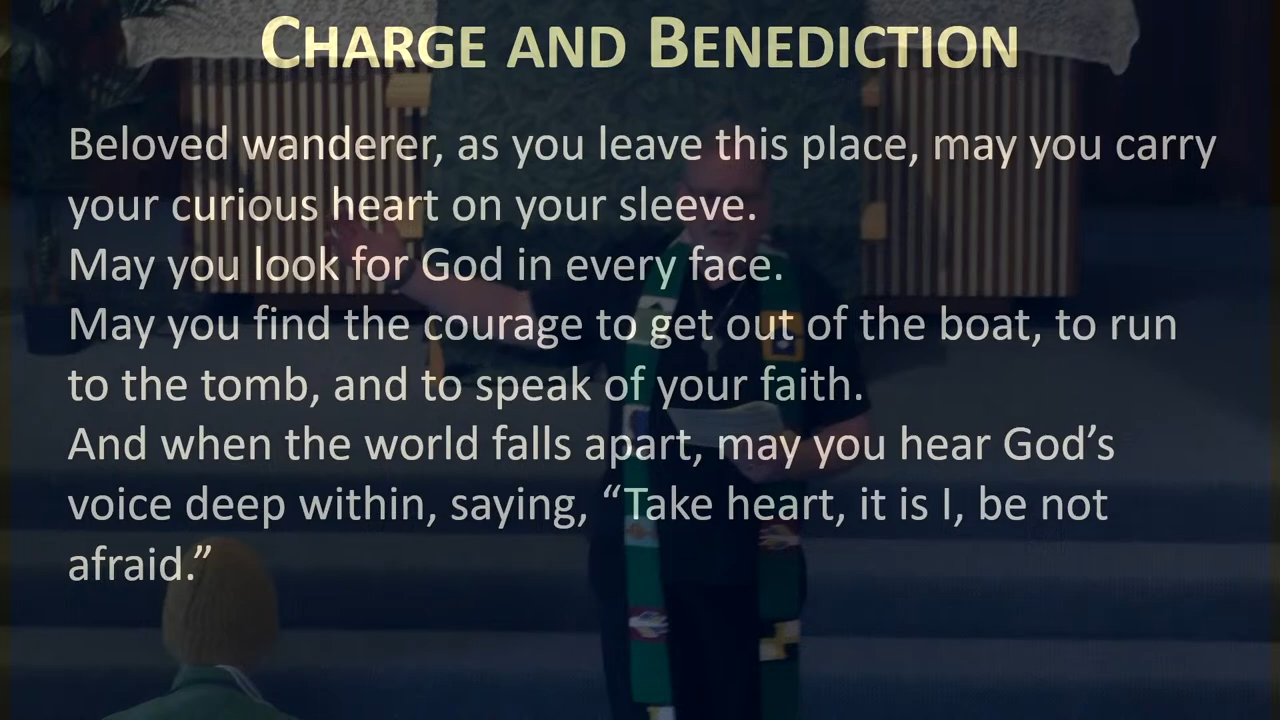 CHARGE AND BENEDICTION
Beloved wanderer, as you leave this place, may you carry
your curious heart on your sleeve.
May you look for God in every face.
May you find the courage to get out of the boat, to run
to the tomb, and to speak of your faith.
And when the world falls apart, may you hear God’s
voice deep within, saying, “Take heart, it is I, be not
afraid.”